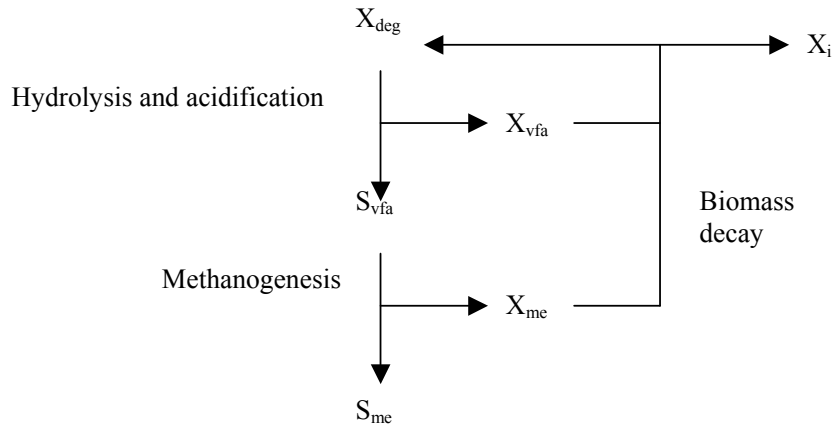 X_deg
X_i
Hydrolysis and acidification
X_vfa
S_vfa
Biomass
decay
Methanogenesis
X_me
S_me